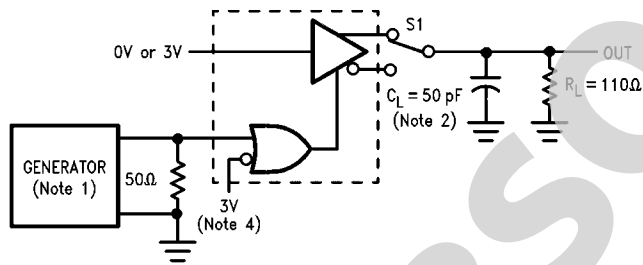 S1
0V or 3V
OUT
C_L = 50 pF
(Note 2)
R_L = 110Ω
GENERATOR
(Note 1)
50Ω
3V
(Note 4)